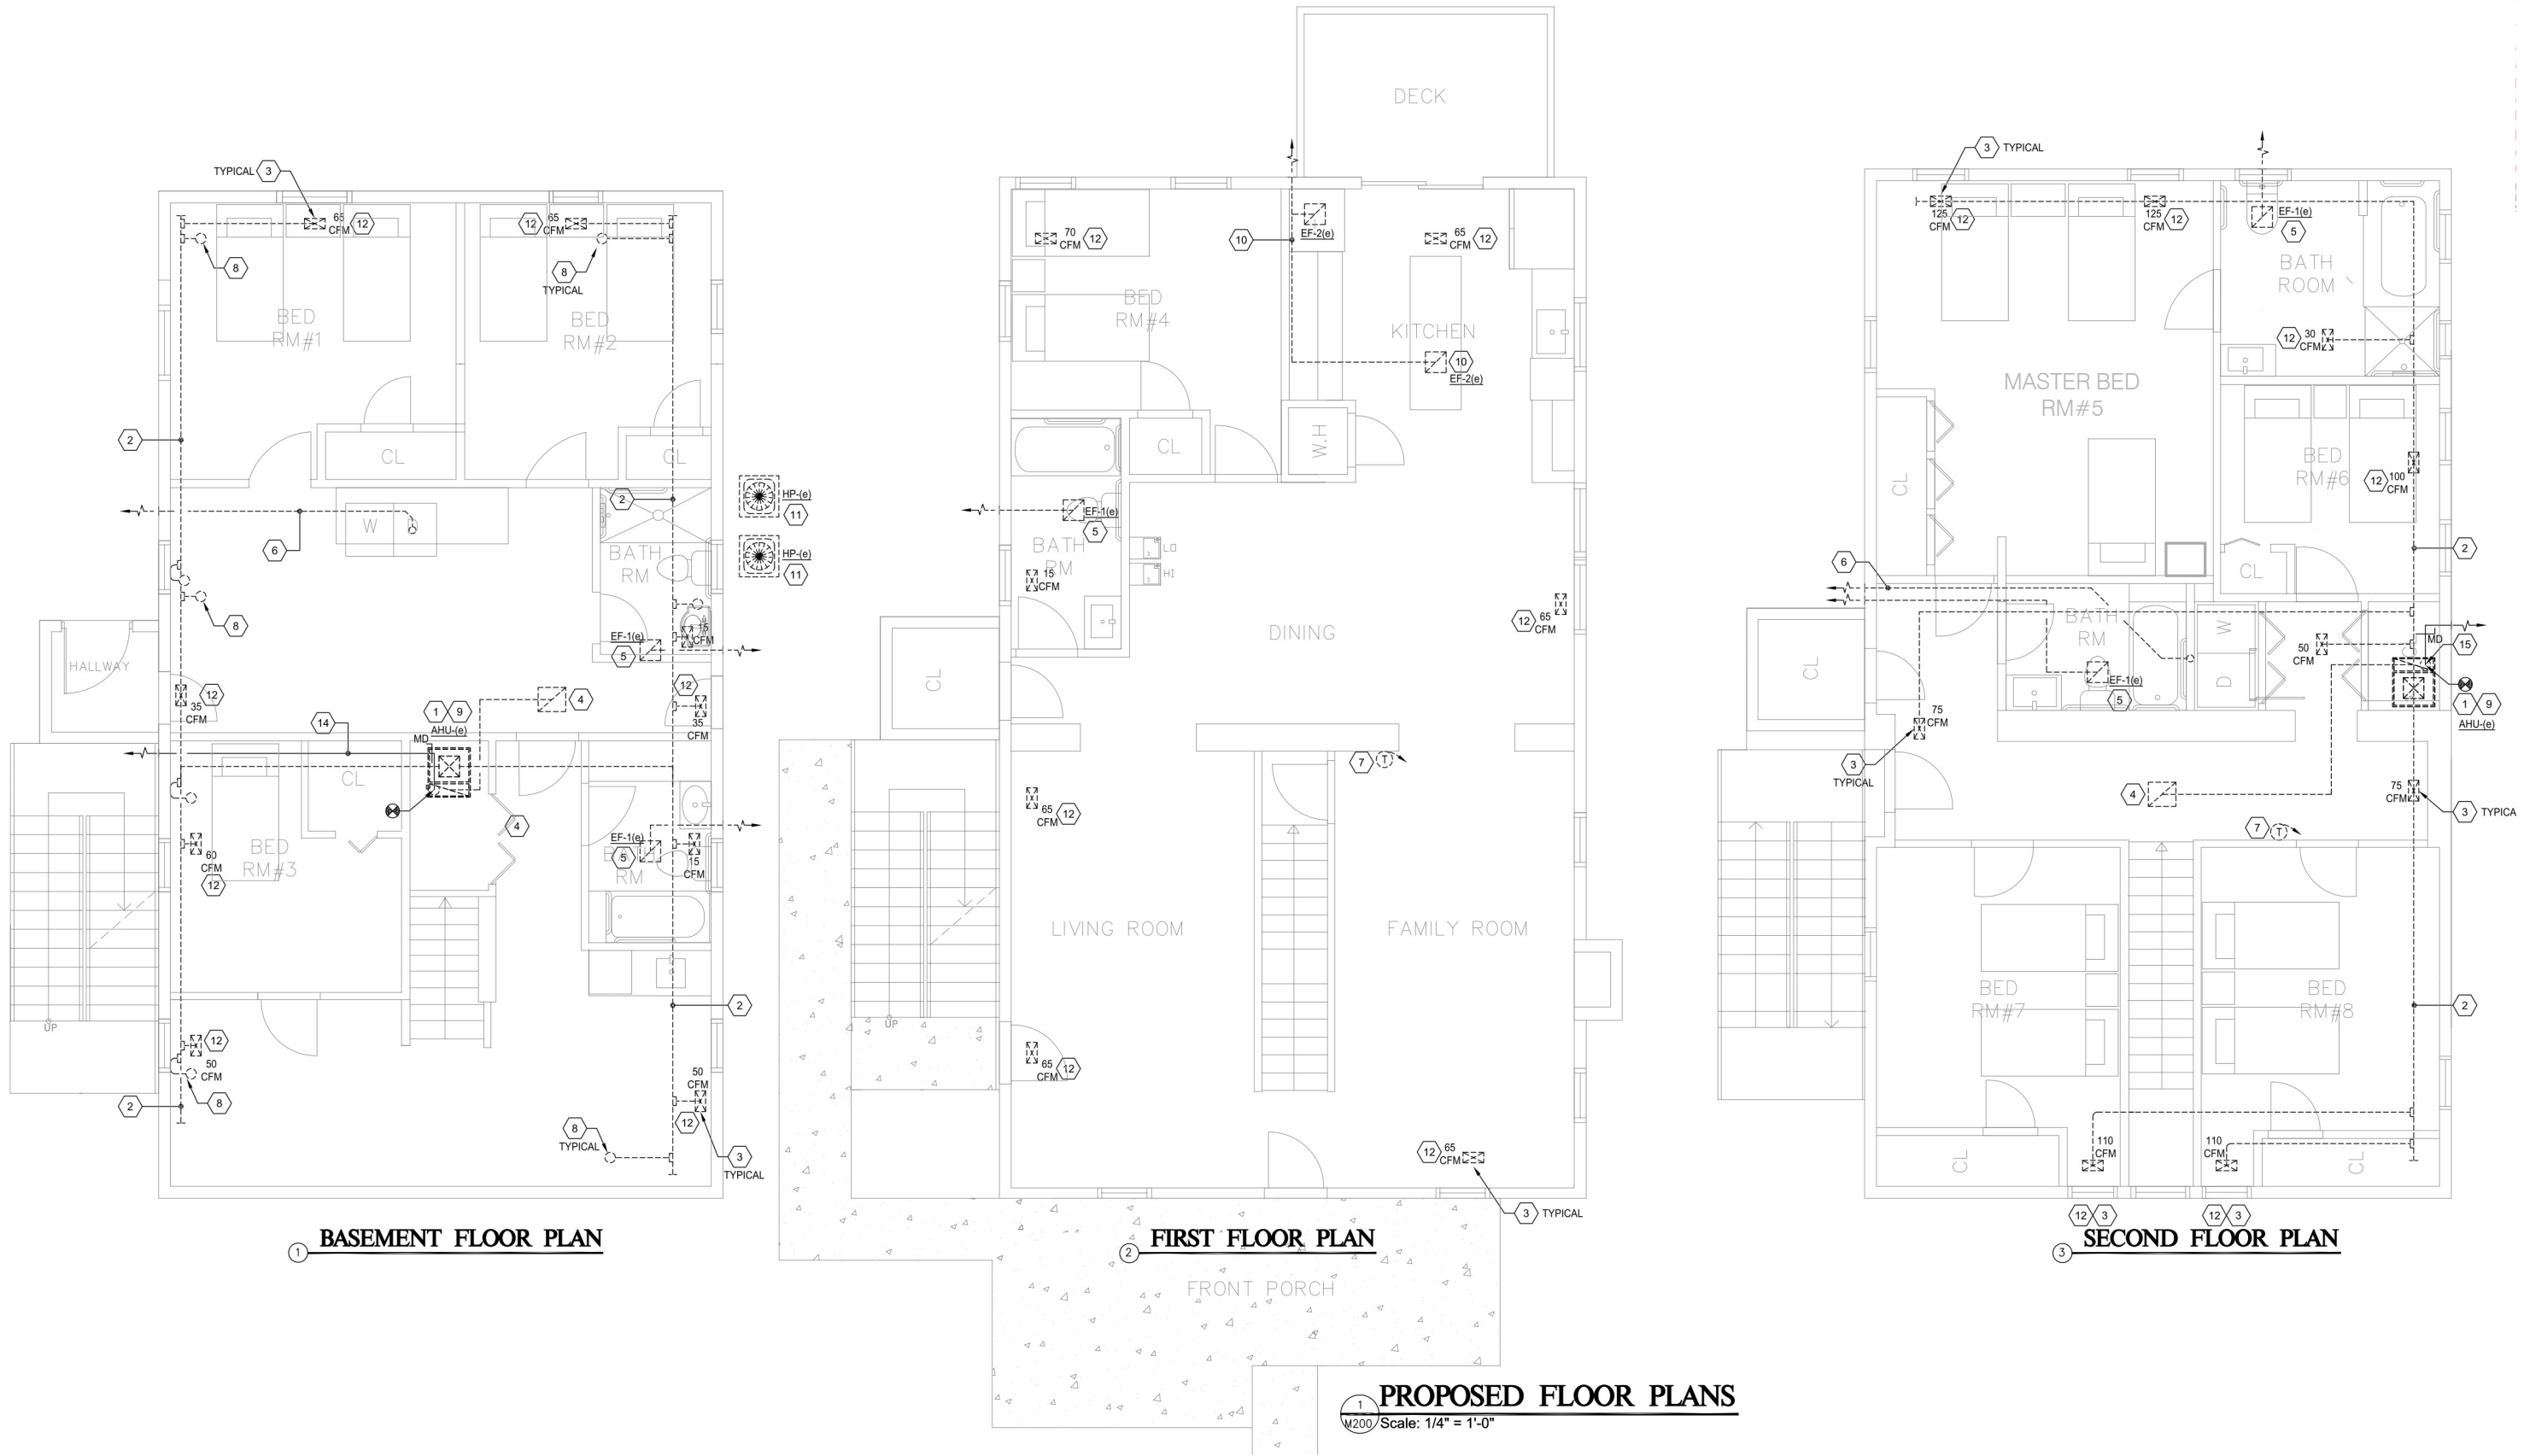 TYPICAL 3
65
CFM 12
12 65
CFM
8
8
TYPICAL
BED
RM#1
BED
RM#2
2
CL
CL
2
HP-(e)
11
W D
6
BATH
RM
HP-(e)
11
8
15
CFM
EF-1(e)
5
HALLWAY
12
35
CFM
4
12
35
CFM
14
1 9
AHU-(e)
MD
CL
4
BED
RM#3
60
CFM
12
EF-1(e)
5
RM
15
CFM
UP
12
50
CFM
2
8
2
50
CFM
12
8
TYPICAL
3
TYPICAL
1 BASEMENT FLOOR PLAN
DECK
EF-2(e)
70
CFM 12
10
65
CFM 12
BED
RM#4
KITCHEN
10
EF-2(e)
CL
W.H
EF-1(e)
5
BATH
RM
LO
HI
15
CFM
12 65
CFM
DINING
CL
7 T
65
CFM 12
LIVING ROOM
FAMILY ROOM
UP
65
CFM 12
12 65
CFM
3 TYPICAL
2 FIRST FLOOR PLAN
FRONT PORCH
3 TYPICAL
125
CFM 12
125
CFM 12
EF-1(e)
5
BATH
ROOM
12 30
CFM
MASTER BED
RM#5
BED
RM#6
12 100
CFM
CL
2
6
CL
BATH
RM
W
D
50
CFM
MD
15
CL
EF-1(e)
5
1 9
AHU-(e)
75
CFM
3
TYPICAL
4
75
CFM
3 TYPICA
7 T
BED
RM#7
BED
RM#8
2
110
CFM
110
CFM
CL
CL
12 3
12 3
3 SECOND FLOOR PLAN
1
M200
PROPOSED FLOOR PLANS
Scale: 1/4" = 1'-0"